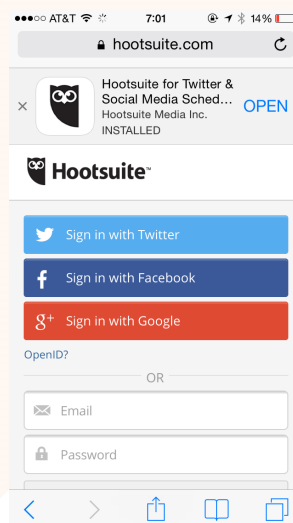 AT&T 7:01 14%
hootsuite.com
Hootsuite for Twitter &
Social Media Sched...
Hootsuite Media Inc.
INSTALLED
OPEN
Hootsuite™
Sign in with Twitter
Sign in with Facebook
Sign in with Google
OpenID?
OR
Email
Password